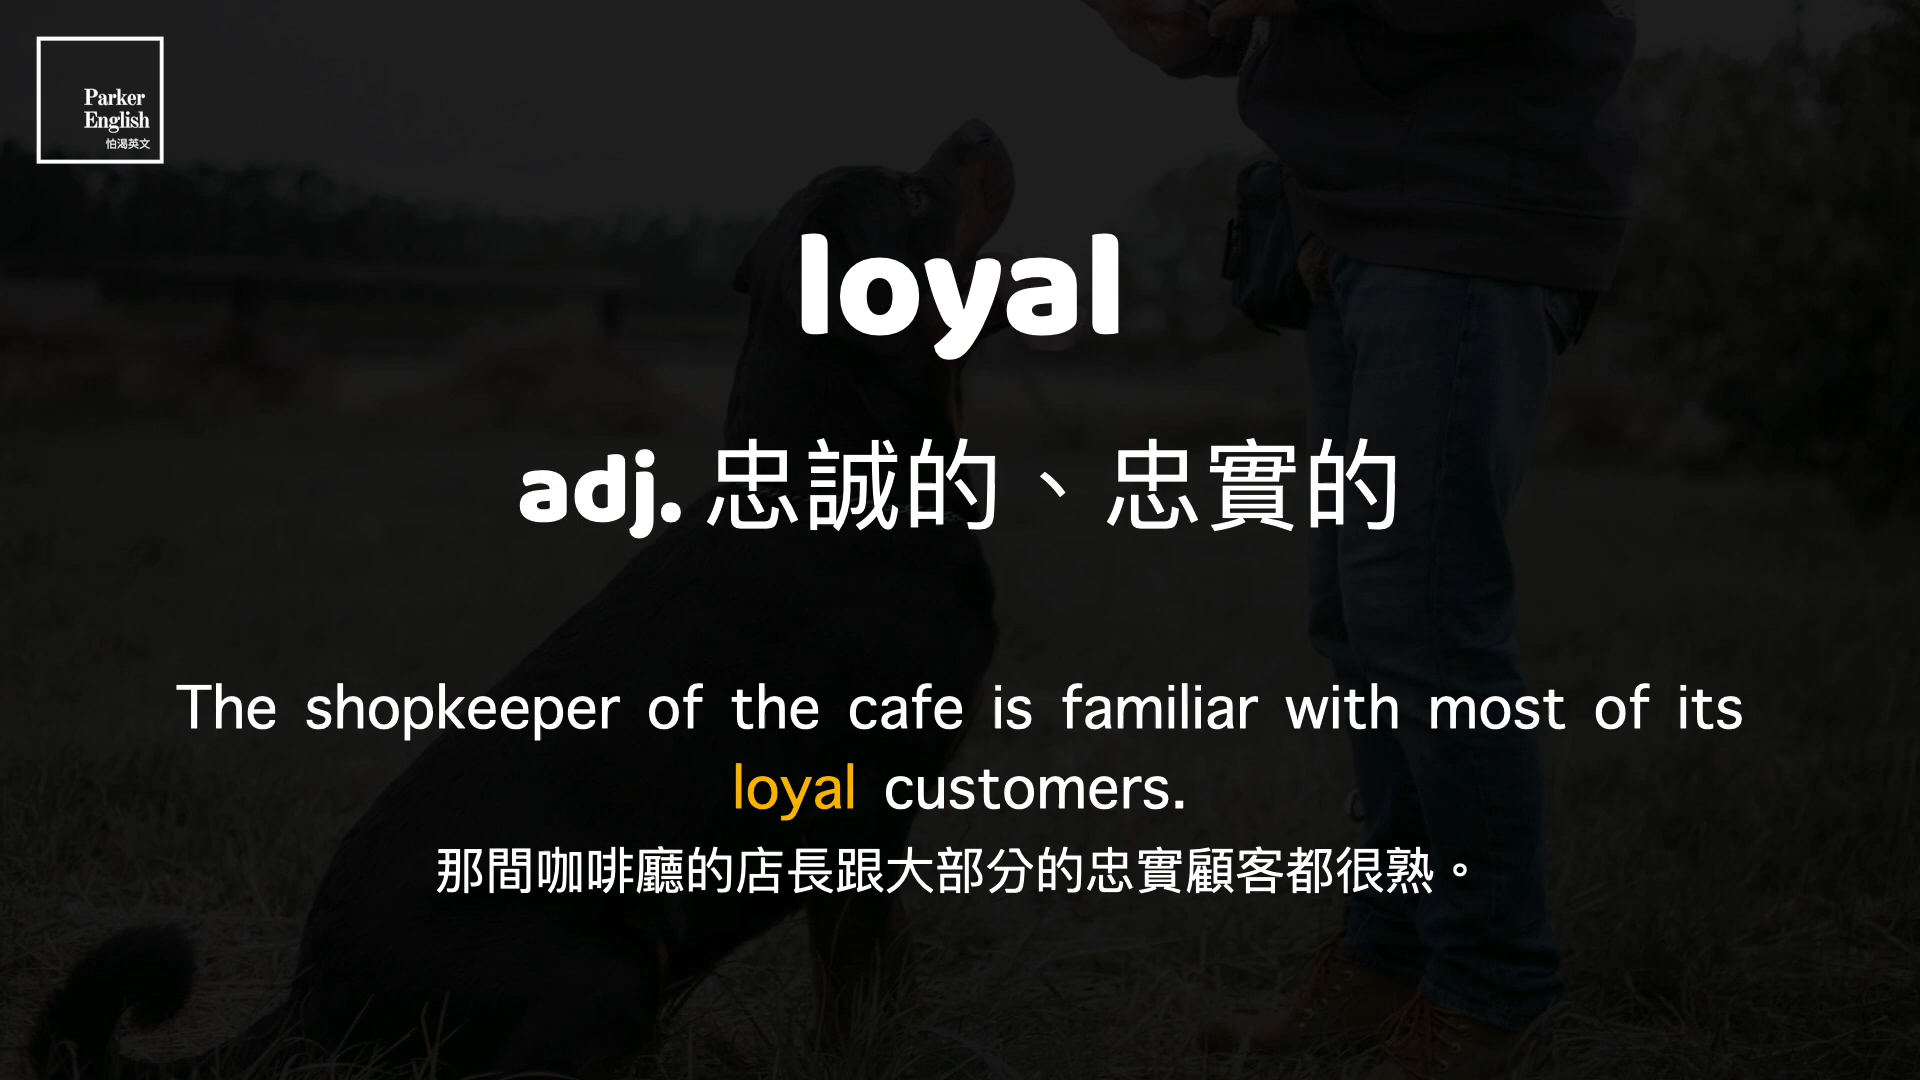 Parker
English
怕渴英文
loyal
adj. 忠誠的、忠實的
The shopkeeper of the cafe is familiar with most of its
loyal customers.
那間咖啡廳的店長跟大部分的忠實顧客都很熟。